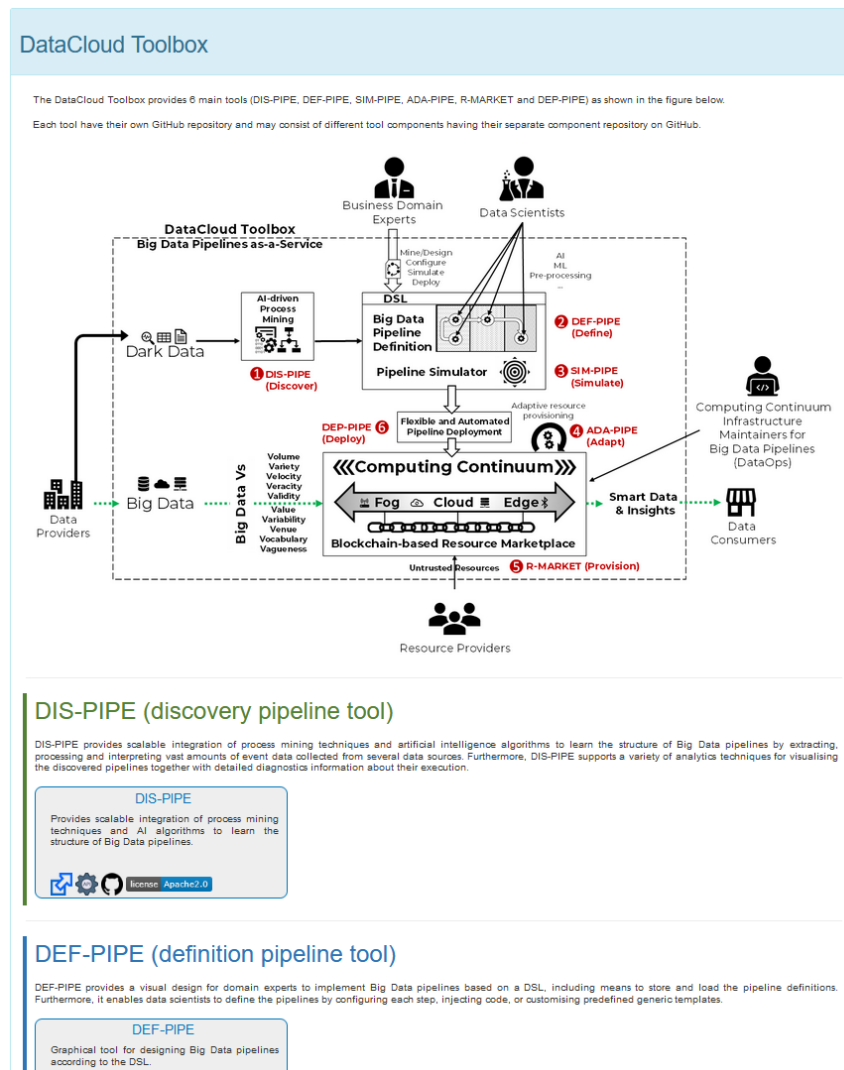 DataCloud Toolbox
The DataCloud Toolbox provides 6 main tools (DIS-PIPE, DEF-PIPE, SIM-PIPE, ADA-PIPE, R-MARKET and DEP-PIPE) as shown in the figure below.
Each tool have their own GitHub repository and may consist of different tool components having their separate component repository on GitHub.
Business Domain
Experts
Data Scientists
DataCloud Toolbox
Big Data Pipelines as-a-Service
Mine/Design
Configure
Simulate
Deploy
AI
ML
Pre-processing
...
AI-driven
Process
Mining
DSL
Big Data
Pipeline
Definition
2 DEF-PIPE
(Define)
Dark Data
1 DIS-PIPE
(Discover)
Pipeline Simulator
3 SIM-PIPE
(Simulate)
Computing Continuum
Infrastructure
Maintainers for
Big Data Pipelines
(DataOps)
DEP-PIPE 6
(Deploy)
Flexible and Automated
Pipeline Deployment
Adaptive resource
provisioning
4 ADA-PIPE
(Adapt)
Data
Providers
Big Data
Big Data Vs
Volume
Variety
Velocity
Veracity
Validity
Value
Variability
Venue
Vocabulary
Vagueness
Computing Continuum
Fog Cloud Edge
Blockchain-based Resource Marketplace
Smart Data
& Insights
Data
Consumers
Untrusted Resources
5 R-MARKET (Provision)
Resource Providers
DIS-PIPE (discovery pipeline tool)
DIS-PIPE provides scalable integration of process mining techniques and artificial intelligence algorithms to learn the structure of Big Data pipelines by extracting,
processing and interpreting vast amounts of event data collected from several data sources. Furthermore, DIS-PIPE supports a variety of analytics techniques for visualising
the discovered pipelines together with detailed diagnostics information about their execution.
DIS-PIPE
Provides scalable integration of process mining
techniques and AI algorithms to learn the
structure of Big Data pipelines.
API
license Apache2.0
DEF-PIPE (definition pipeline tool)
DEF-PIPE provides a visual design for domain experts to implement Big Data pipelines based on a DSL, including means to store and load the pipeline definitions.
Furthermore, it enables data scientists to define the pipelines by configuring each step, injecting code, or customising predefined generic templates.
DEF-PIPE
Graphical tool for designing Big Data pipelines
according to the DSL.